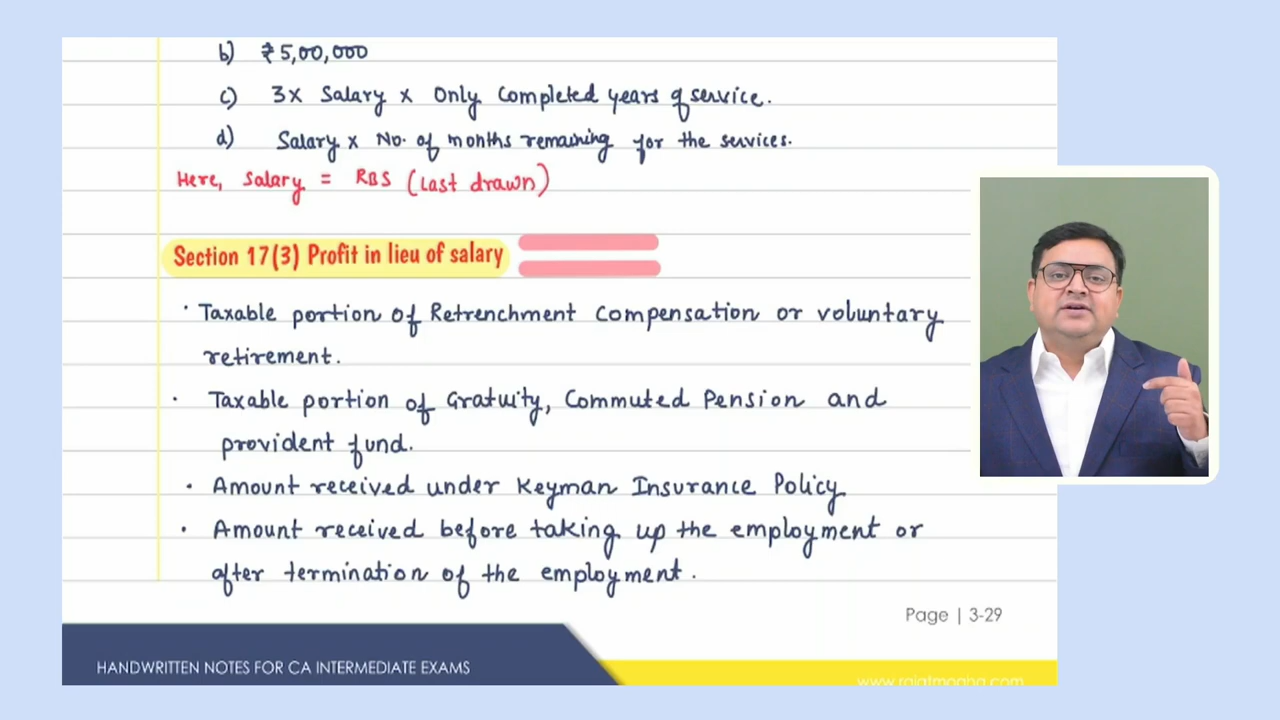 b) ₹5,00,000
c) 3x Salary x Only Completed years of service.
d) Salary x No. of months remaining for the services.
Here, Salary = RBS (Last drawn)
Section 17(3) Profit in lieu of salary
· Taxable portion of Retrenchment Compensation or voluntary
retirement.
· Taxable portion of Gratuity, Commuted Pension and
provident fund.
· Amount received under Keyman Insurance Policy
· Amount received before taking up the employment or
after termination of the employment.
Page | 3-29
HANDWRITTEN NOTES FOR CA INTERMEDIATE EXAMS